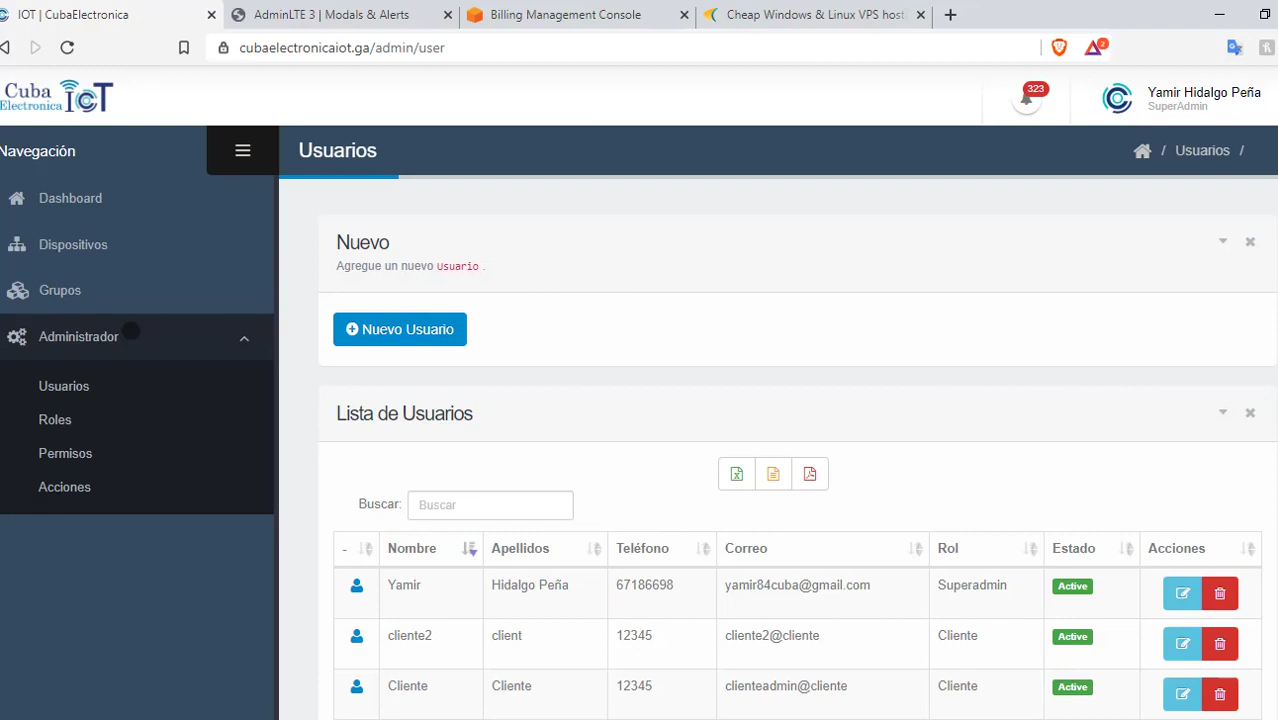 IOT | CubaElectronica
AdminLTE 3 | Modals & Alerts
Billing Management Console
Cheap Windows & Linux VPS host
cubaelectronicaiot.ga/admin/user
2
Cuba
Electronica
IoT
323
Yamir Hidalgo Peña
SuperAdmin
Navegación
Usuarios
/ Usuarios /
Dashboard
Dispositivos
Grupos
Administrador
Usuarios
Roles
Permisos
Acciones
Nuevo
Agregue un nuevo Usuario .
Nuevo Usuario
Lista de Usuarios
Buscar: Buscar
- Nombre Apellidos Teléfono Correo Rol Estado Acciones
Yamir Hidalgo Peña 67186698 yamir84cuba@gmail.com Superadmin Active
cliente2 client 12345 cliente2@cliente Cliente Active
Cliente Cliente 12345 clienteadmin@cliente Cliente Active